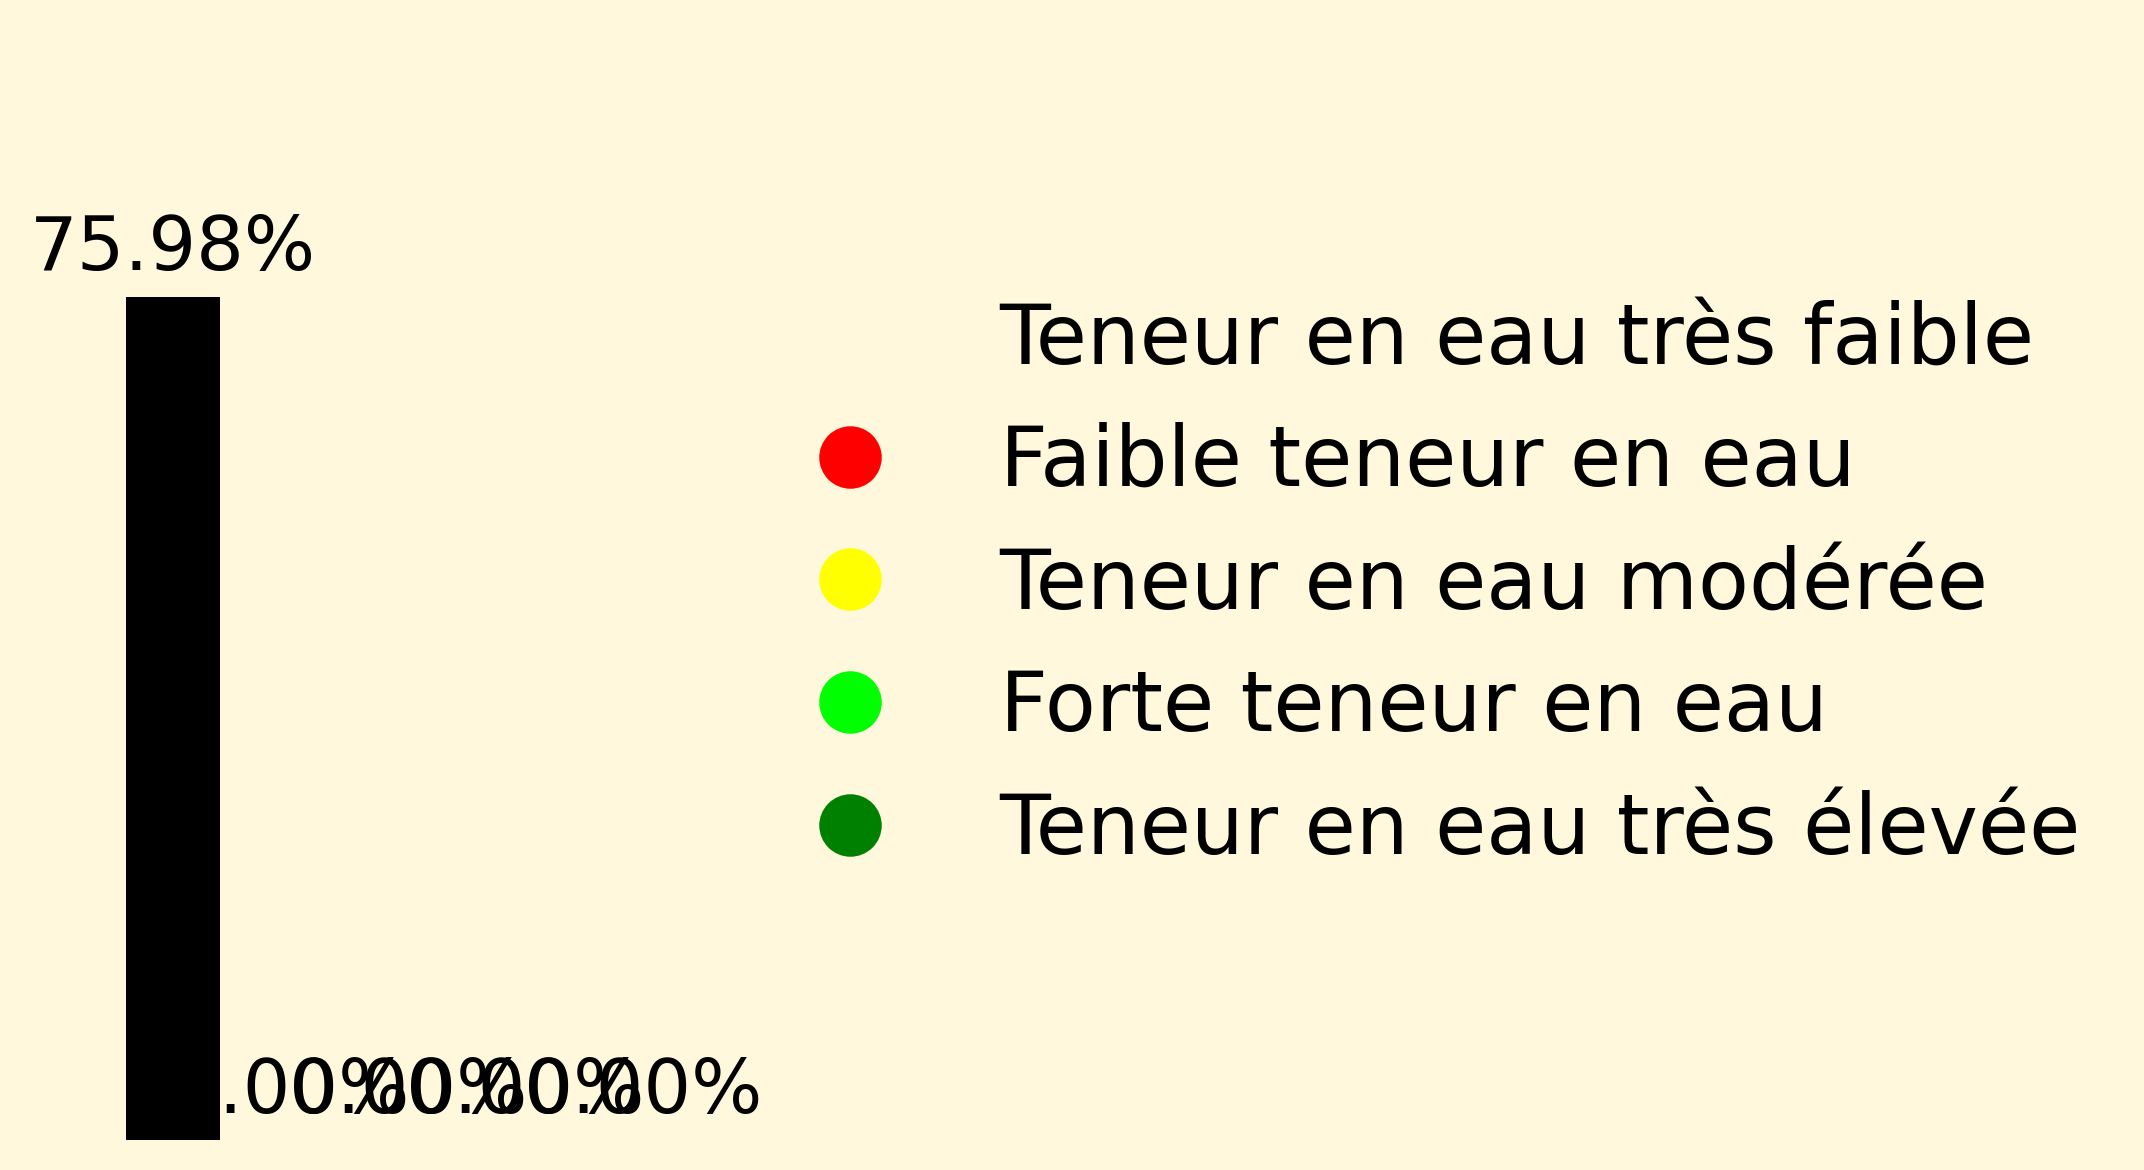 75.98%
Teneur en eau très faible
Faible teneur en eau
Teneur en eau modérée
Forte teneur en eau
Teneur en eau très élevée